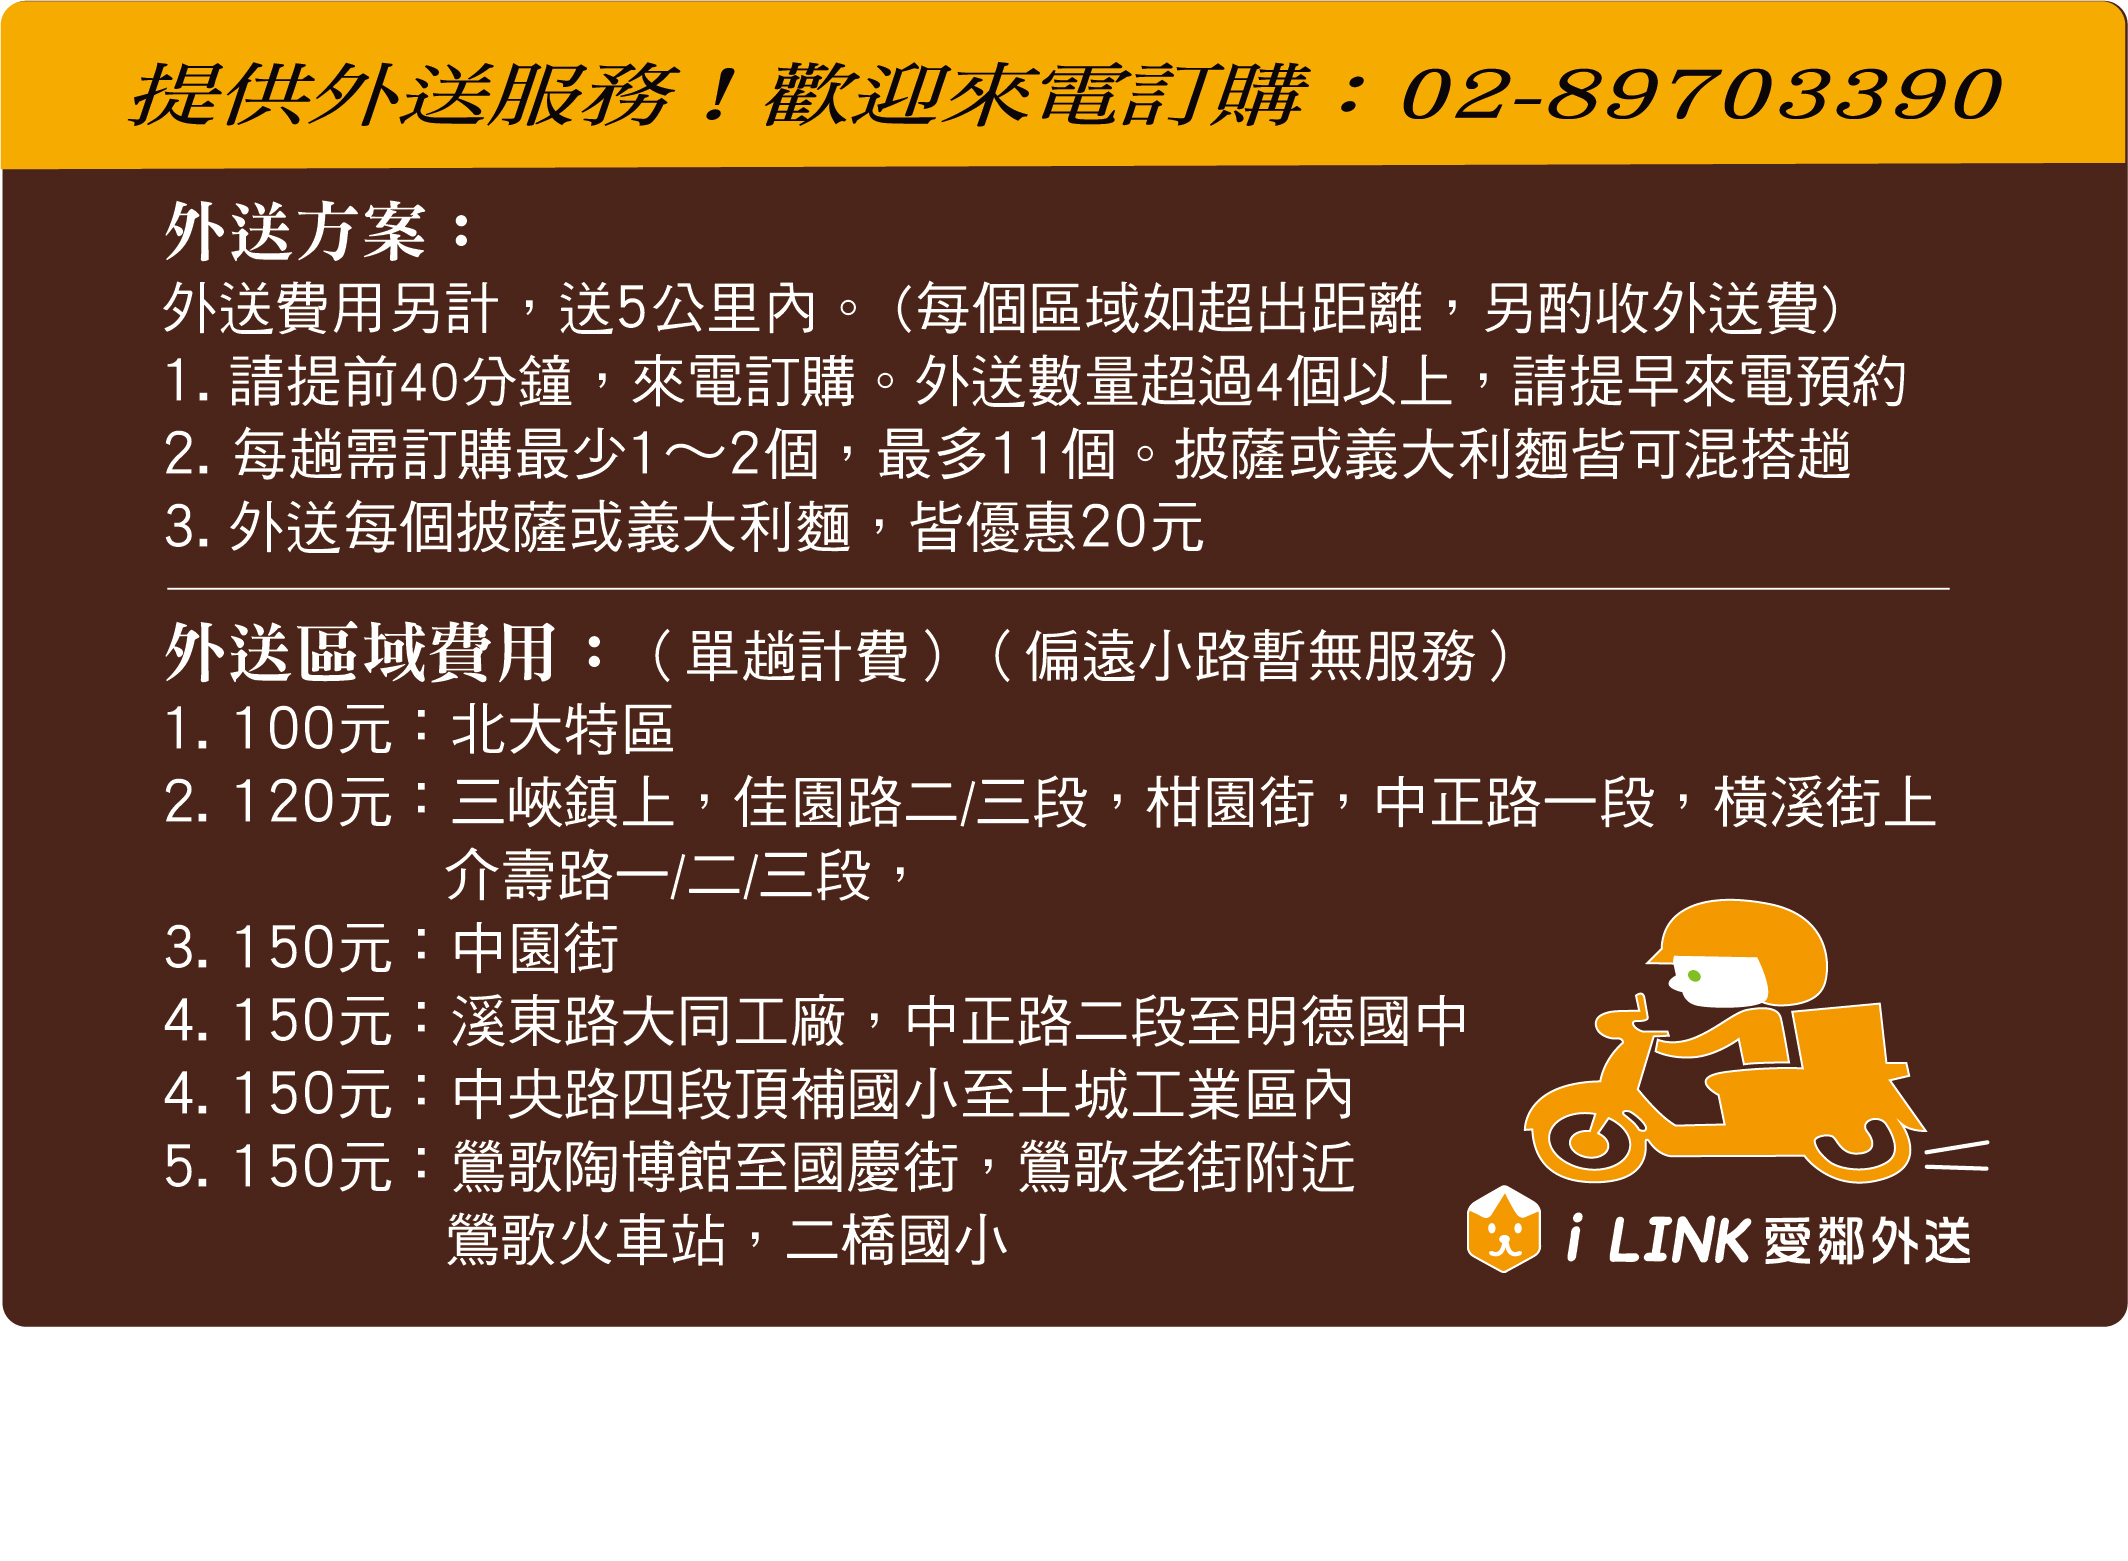 提供外送服務！歡迎來電訂購：02-89703390
外送方案：
外送費用另計，送5公里內。(每個區域如超出距離，另酌收外送費)
1. 請提前40分鐘，來電訂購。外送數量超過4個以上，請提早來電預約
2. 每趟需訂購最少1～2個，最多11個。披薩或義大利麵皆可混搭趟
3. 外送每個披薩或義大利麵，皆優惠20元
外送區域費用：（單趟計費）（偏遠小路暫無服務）
1. 100元：北大特區
2. 120元：三峽鎮上，佳園路二/三段，柑園街，中正路一段，橫溪街上
介壽路一/二/三段，
3. 150元：中園街
4. 150元：溪東路大同工廠，中正路二段至明德國中
4. 150元：中央路四段頂補國小至土城工業區內
5. 150元：鶯歌陶博館至國慶街，鶯歌老街附近
鶯歌火車站，二橋國小
i LINK 愛鄰外送